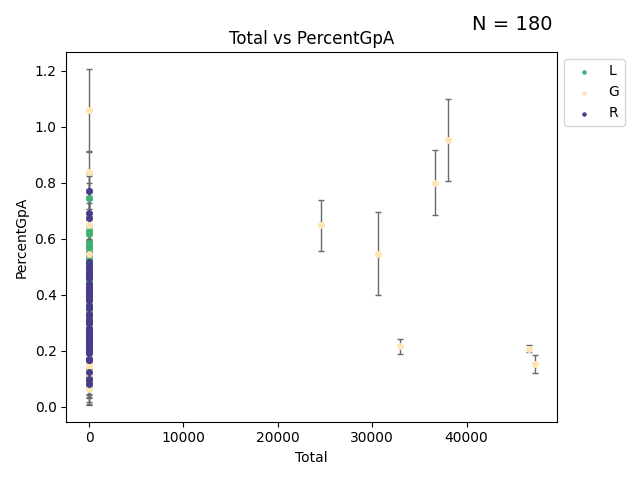 N = 180
Total vs PercentGpA
L
G
R
PercentGpA
1.2
1.0
0.8
0.6
0.4
0.2
0.0
0 10000 20000 30000 40000
Total